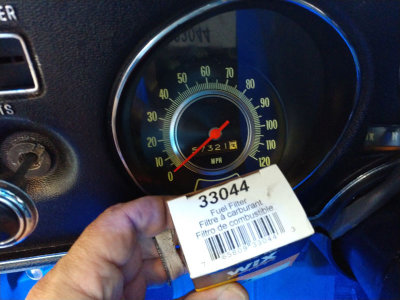 60
50
70
40
80
30
90
20
100
10
110
0
120
MPH
33044
Fuel Filter
Filtre à carburant
Filtro de combustible
WIX